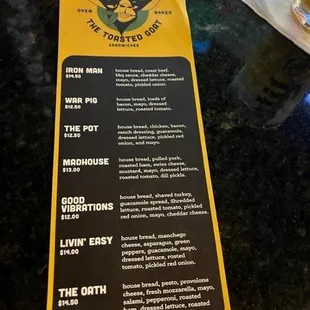 OVEN BAKED
THE TOASTED GOAT
SANDWICHES
IRON MAN
$14.50
house bread, roast beef,
bbq sauce, cheddar cheese,
mayo, dressed lettuce,
roasted tomato, pickled
red onion.
WAR PIG
$12.50
house bread, loads of
bacon, mayo, dressed
lettuce, roasted tomato.
THE POT
$12.50
house bread, chicken, bacon,
ranch dressing, guacamole,
dressed lettuce, pickled red
onion, and mayo.
MADHOUSE
$13.00
house bread, pulled pork,
roasted ham, swiss cheese,
mustard, mayo, dressed lettuce,
roasted tomato, dill pickle.
GOOD
VIBRATIONS
$12.00
house bread, shaved turkey,
guacamole spread, Shredded
lettuce, roasted tomato, pickled
red onion, mayo, cheddar cheese.
LIVIN' EASY
$14.00
house bread, manchego
cheese, asparagus, green
peppers, guacamole, mayo,
dressed lettuce, rosted
tomato, pickled red onion.
THE OATH
$14.50
house bread, pesto, provolone
cheese, fresh mozzarella, mayo,
salami, pepperoni, roasted
ham, dressed lettuce, roasted